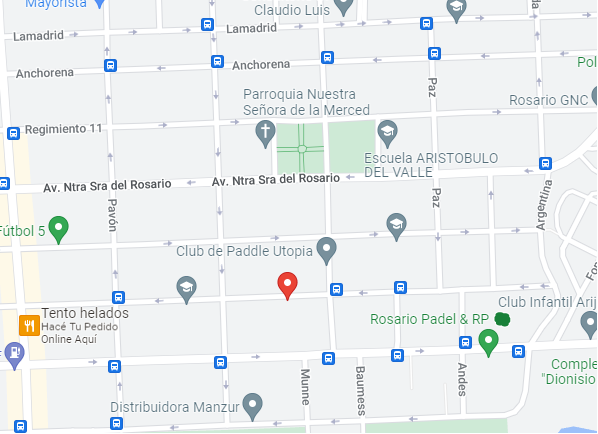 Mayorista
Claudio Luis
Lamadrid
Lamadrid
Anchorena
Anchorena
Paz
Pol
Parroquia Nuestra
Señora de la Merced
Rosario GNC
Regimiento 11
Escuela ARISTOBULO
DEL VALLE
Av. Ntra Sra del Rosario
Av. Ntra Sra del Rosario
Pavón
Paz
Argentina
Fútbol 5
Club de Paddle Utopia
Tento helados
Hacé Tu Pedido
Online Aquí
Rosario Padel & RP
Club Infantil Arij
Munne
Baumess
Andes
Comple
"Dionisio
Distribuidora Manzur